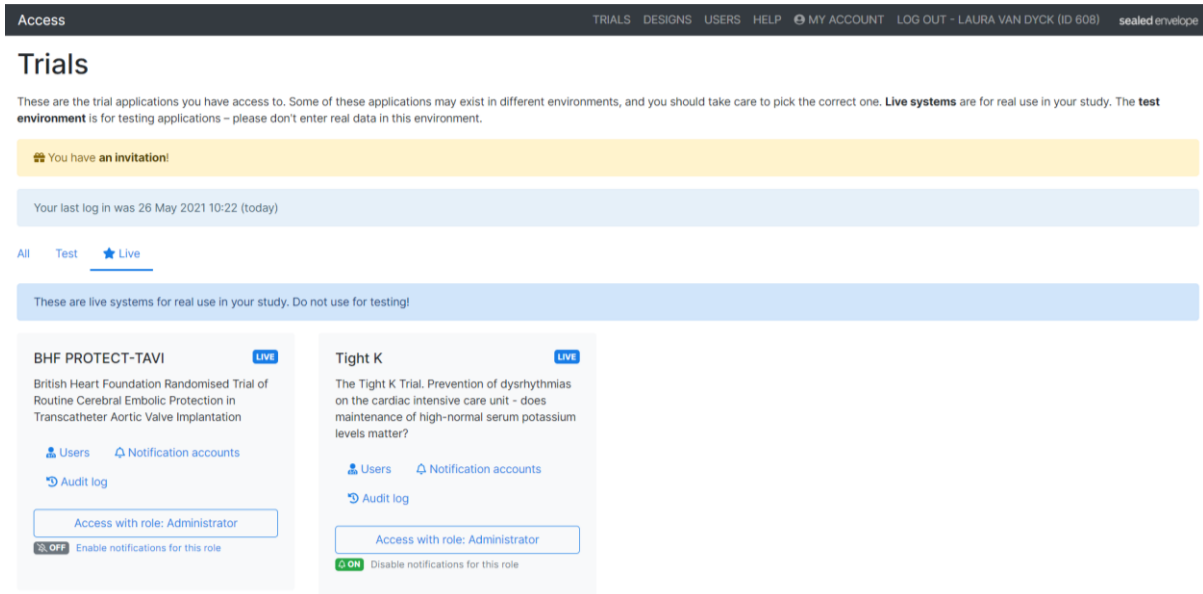 Access TRIALS DESIGNS USERS HELP MY ACCOUNT LOG OUT - LAURA VAN DYCK (ID 608) sealed envelope
Trials
These are the trial applications you have access to. Some of these applications may exist in different environments, and you should take care to pick the correct one. Live systems are for real use in your study. The test
environment is for testing applications – please don't enter real data in this environment.
You have an invitation!
Your last log in was 26 May 2021 10:22 (today)
All Test Live
These are live systems for real use in your study. Do not use for testing!
BHF PROTECT-TAVI LIVE
British Heart Foundation Randomised Trial of
Routine Cerebral Embolic Protection in
Transcatheter Aortic Valve Implantation
Users Notification accounts
Audit log
Access with role: Administrator
OFF Enable notifications for this role
Tight K LIVE
The Tight K Trial. Prevention of dysrhythmias
on the cardiac intensive care unit - does
maintenance of high-normal serum potassium
levels matter?
Users Notification accounts
Audit log
Access with role: Administrator
ON Disable notifications for this role